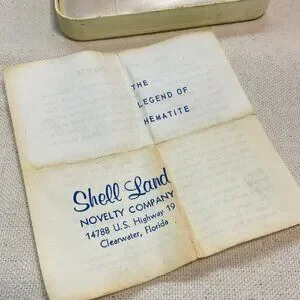 THE
LEGEND OF
HEMATITE
Shell Land
NOVELTY COMPANY
14788 U.S. Highway 19
Clearwater, Florida